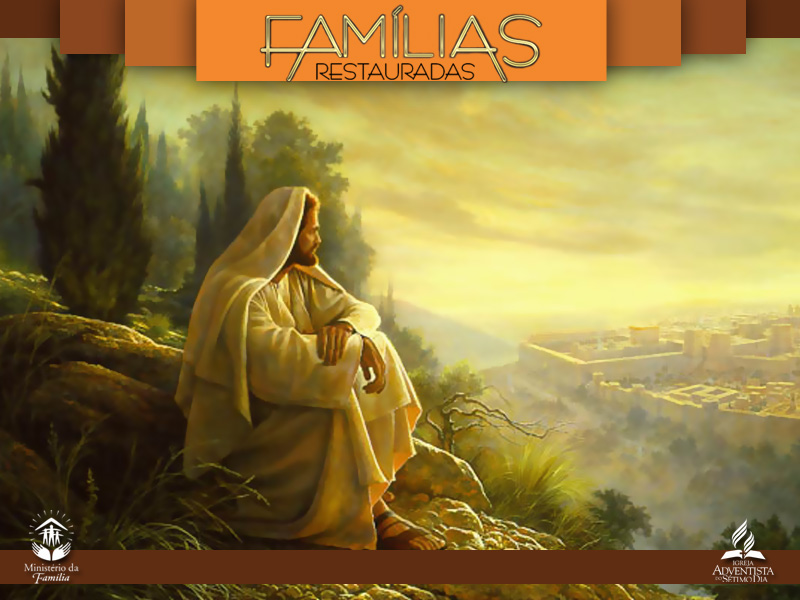 FAMÍLIAS
RESTAURADAS
Ministério da
Família
IGREJA
ADVENTISTA
DO SÉTIMO DIA